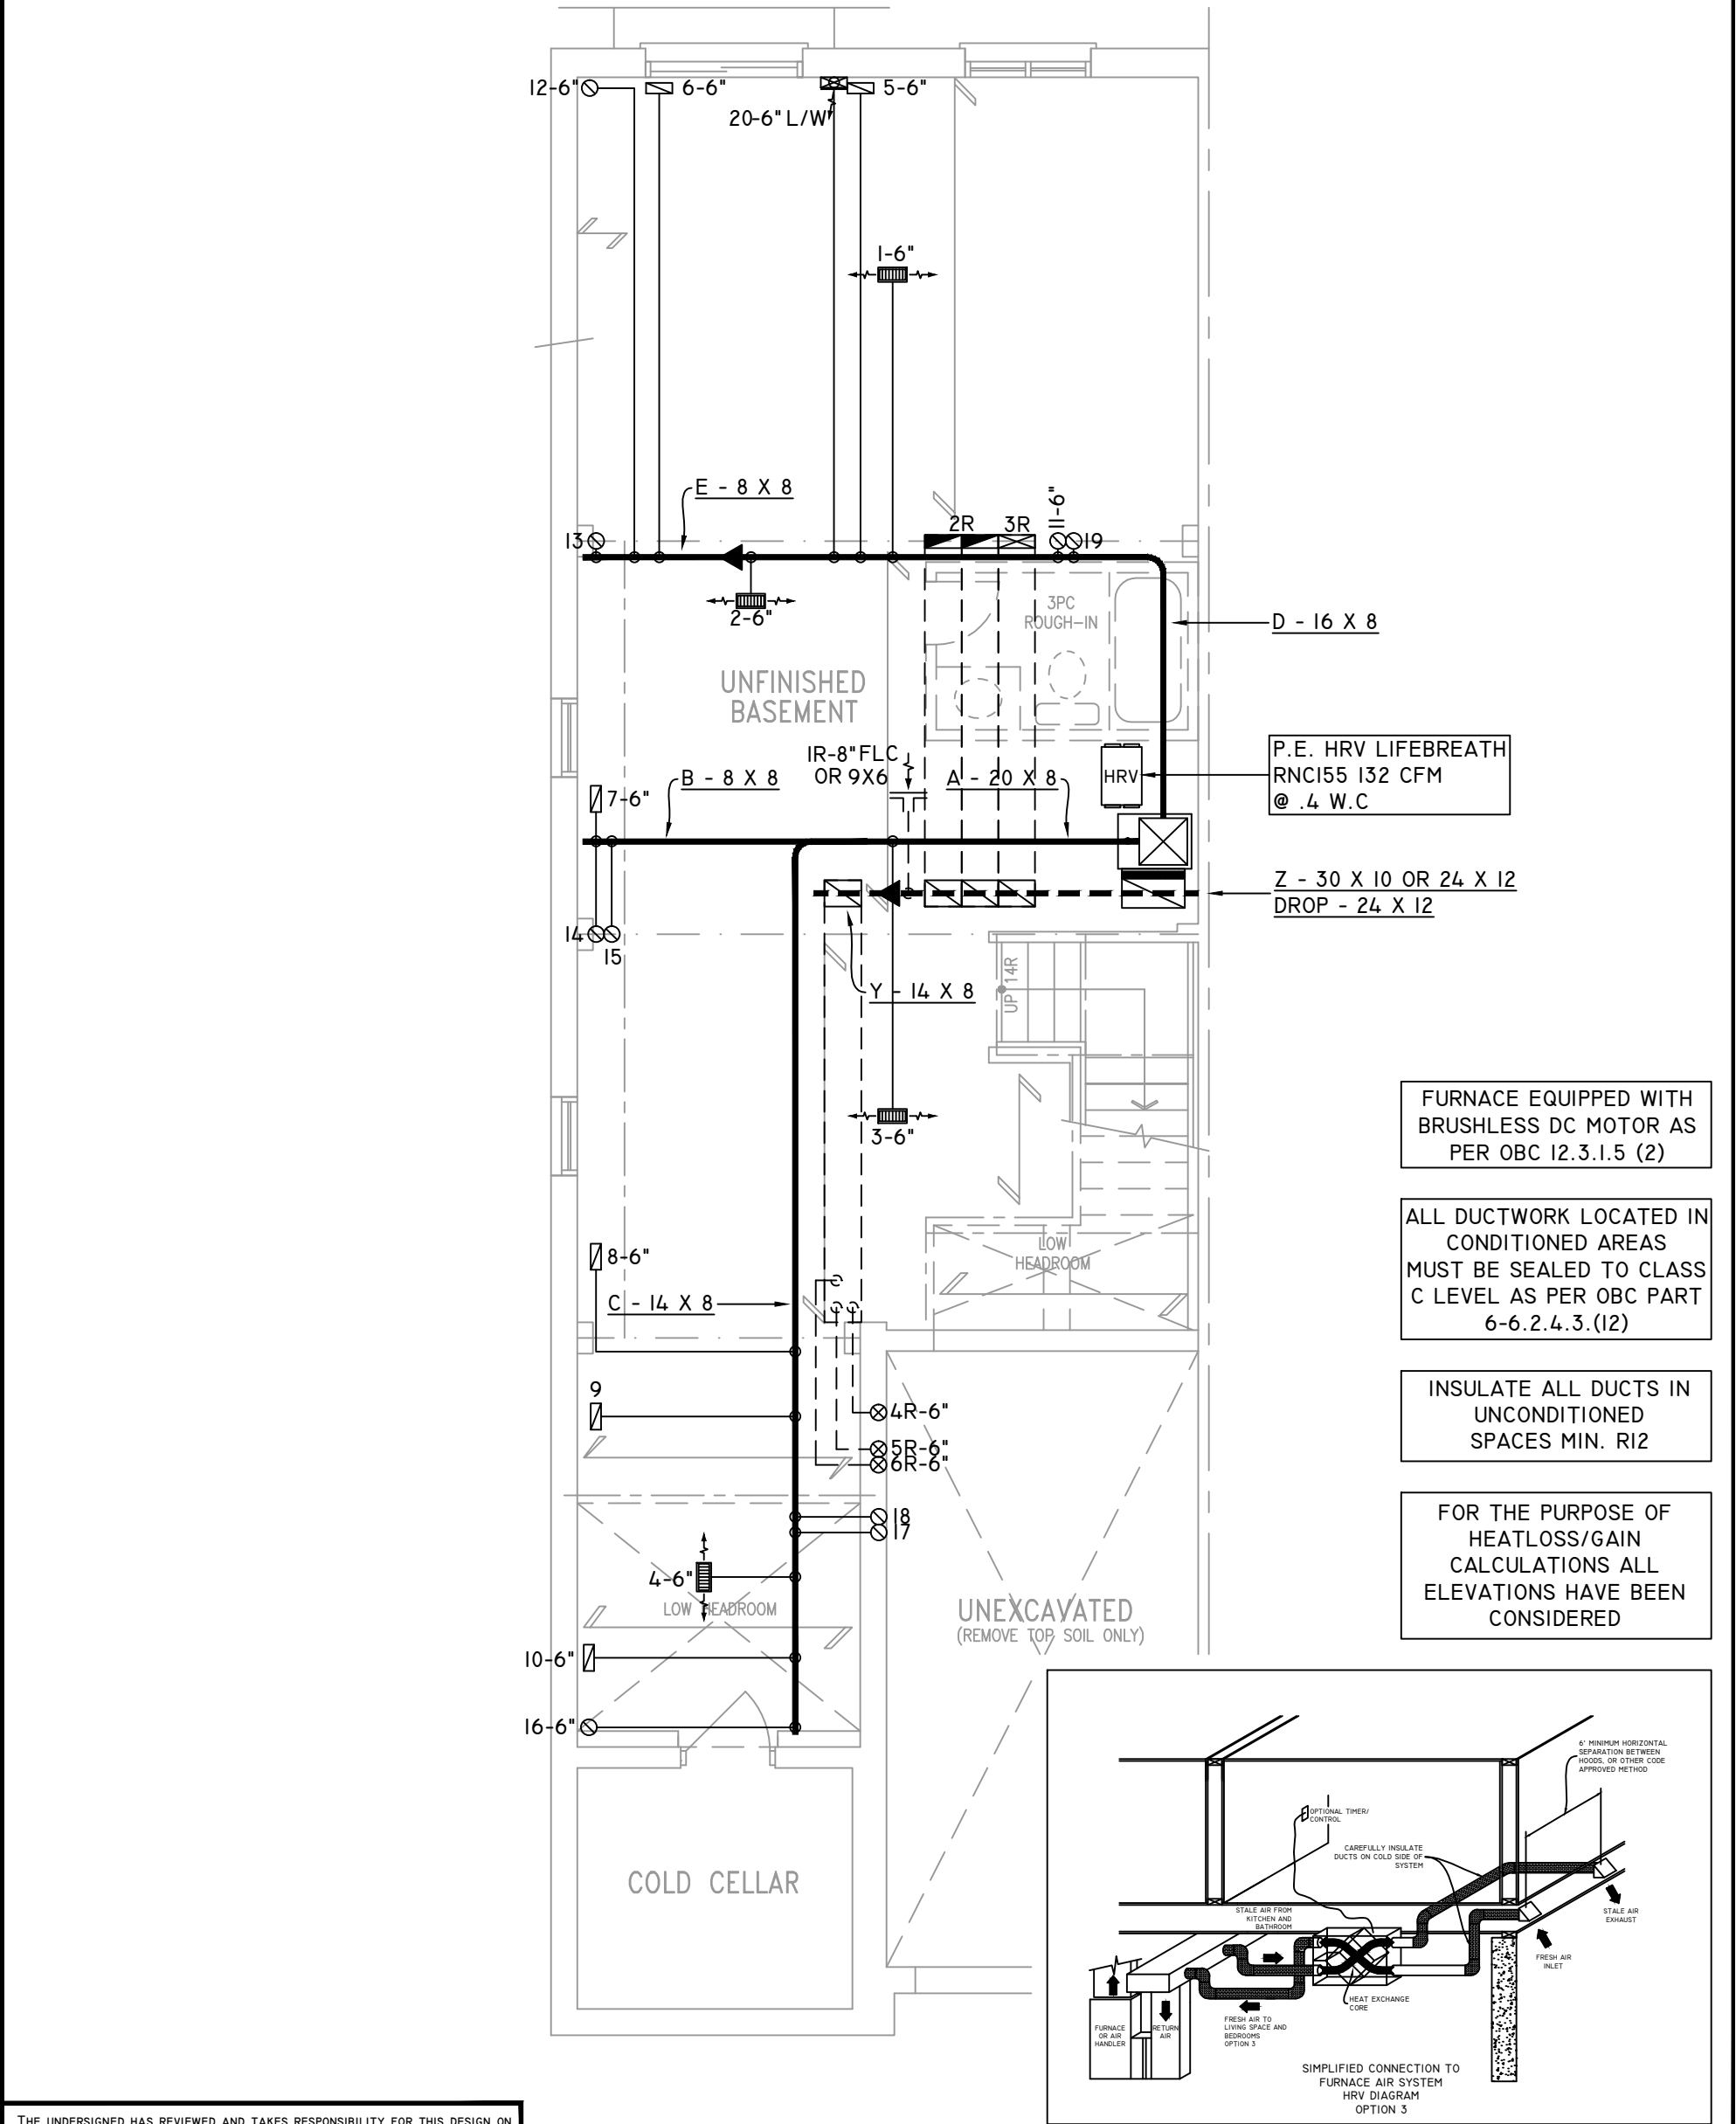 12-6"
6-6"
5-6"
20-6" L/W
1-6"
E - 8 X 8
11-6"
2R
3R
13
19
2-6"
3PC
ROUGH-IN
D - 16 X 8
UNFINISHED
BASEMENT
P.E. HRV LIFEBREATH
RNC155 132 CFM
@ .4 W.C
HRV
1R-8" FLC
OR 9X6
B - 8 X 8
A - 20 X 8
7-6"
Z - 30 X 10 OR 24 X 12
DROP - 24 X 12
14
15
UP 14R
Y - 14 X 8
3-6"
FURNACE EQUIPPED WITH
BRUSHLESS DC MOTOR AS
PER OBC 12.3.1.5 (2)
ALL DUCTWORK LOCATED IN
CONDITIONED AREAS
MUST BE SEALED TO CLASS
C LEVEL AS PER OBC PART
6-6.2.4.3.(12)
8-6"
LOW
HEADROOM
C - 14 X 8
9
INSULATE ALL DUCTS IN
UNCONDITIONED
SPACES MIN. R12
4R-6"
5R-6"
6R-6"
18
17
FOR THE PURPOSE OF
HEATLOSS/GAIN
CALCULATIONS ALL
ELEVATIONS HAVE BEEN
CONSIDERED
4-6"
LOW HEADROOM
UNEXCAVATED
(REMOVE TOP SOIL ONLY)
10-6"
16-6"
COLD CELLAR
6' MINIMUM HORIZONTAL
SEPARATION BETWEEN
HOODS, OR OTHER CODE
APPROVED METHOD
OPTIONAL TIMER/
CONTROL
CAREFULLY INSULATE
DUCTS ON COLD SIDE OF
SYSTEM
STALE AIR FROM
KITCHEN AND
BATHROOM
STALE AIR
EXHAUST
FRESH AIR
INLET
HEAT EXCHANGE
CORE
FURNACE
OR AIR
HANDLER
RETURN
AIR
FRESH AIR TO
LIVING SPACE AND
BEDROOMS
OPTION 3
SIMPLIFIED CONNECTION TO
FURNACE AIR SYSTEM
HRV DIAGRAM
OPTION 3
THE UNDERSIGNED HAS REVIEWED AND TAKES RESPONSIBILITY FOR THIS DESIGN ON